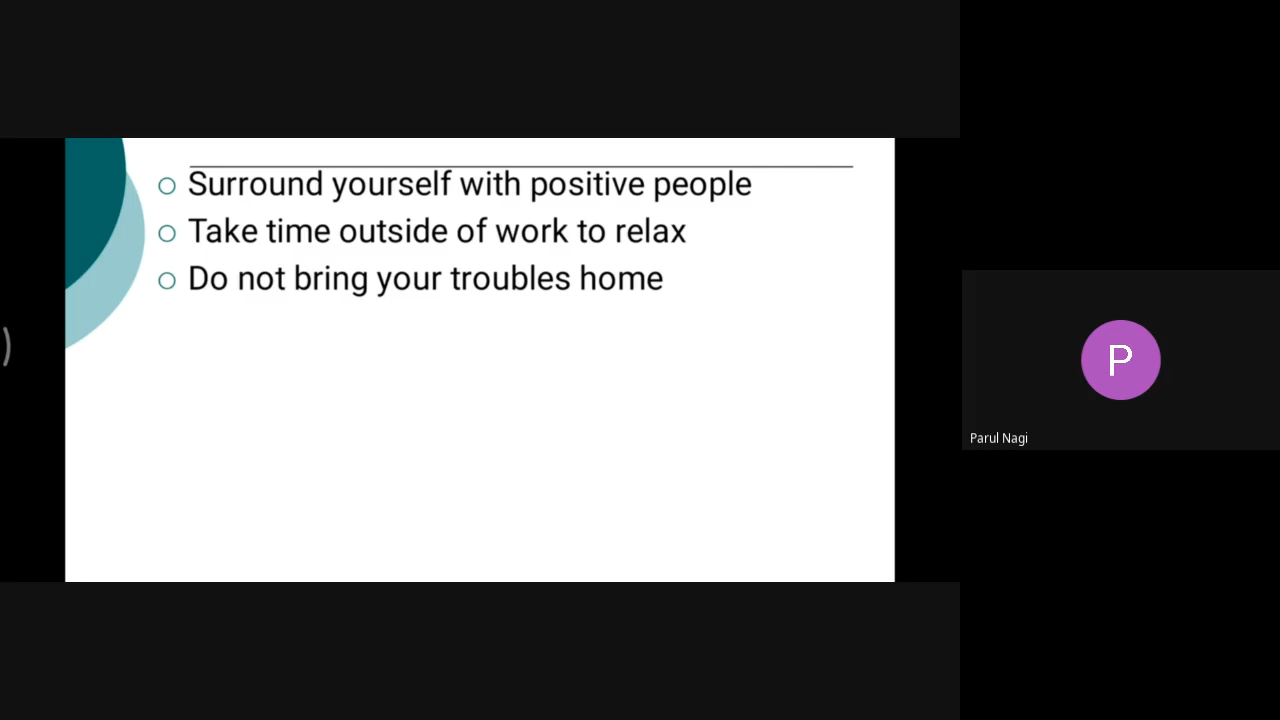 Surround yourself with positive people
Take time outside of work to relax
Do not bring your troubles home
P
Parul Nagi